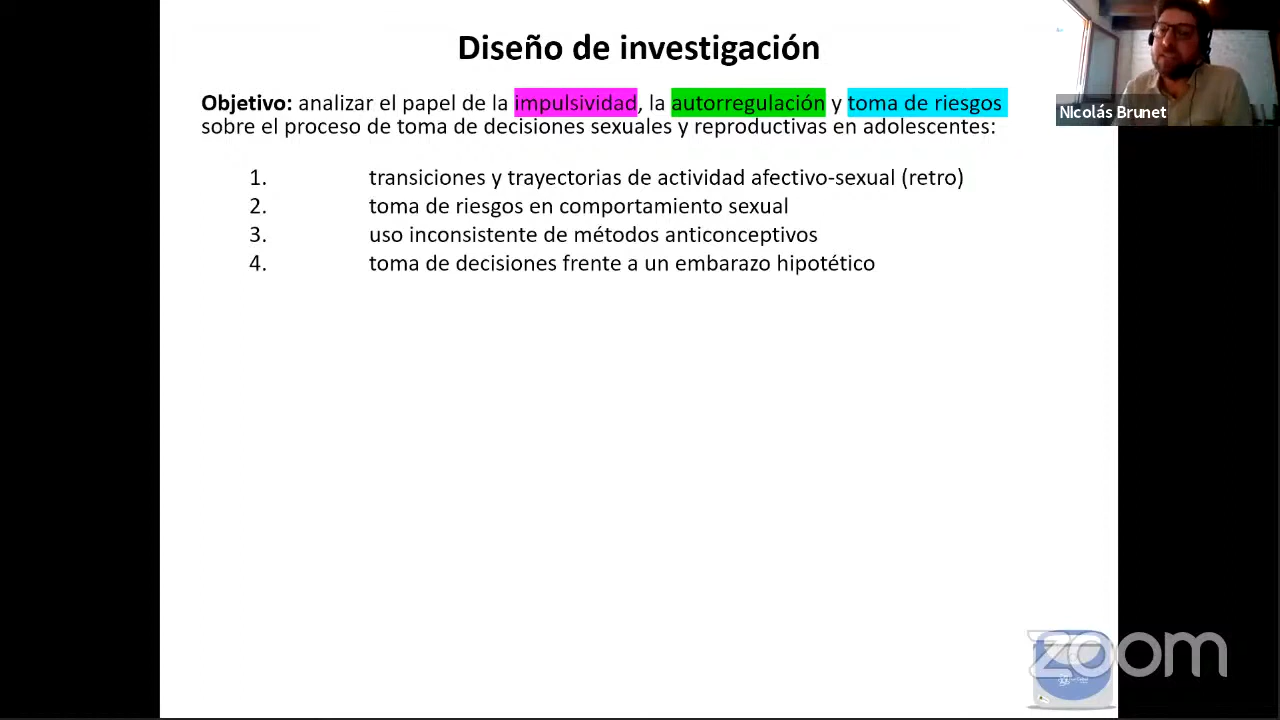 Diseño de investigación
Objetivo: analizar el papel de la impulsividad, la autorregulación y toma de riesgos
sobre el proceso de toma de decisiones sexuales y reproductivas en adolescentes:
1. transiciones y trayectorias de actividad afectivo-sexual (retro)
2. toma de riesgos en comportamiento sexual
3. uso inconsistente de métodos anticonceptivos
4. toma de decisiones frente a un embarazo hipotético
Nicolás Brunet
zoom